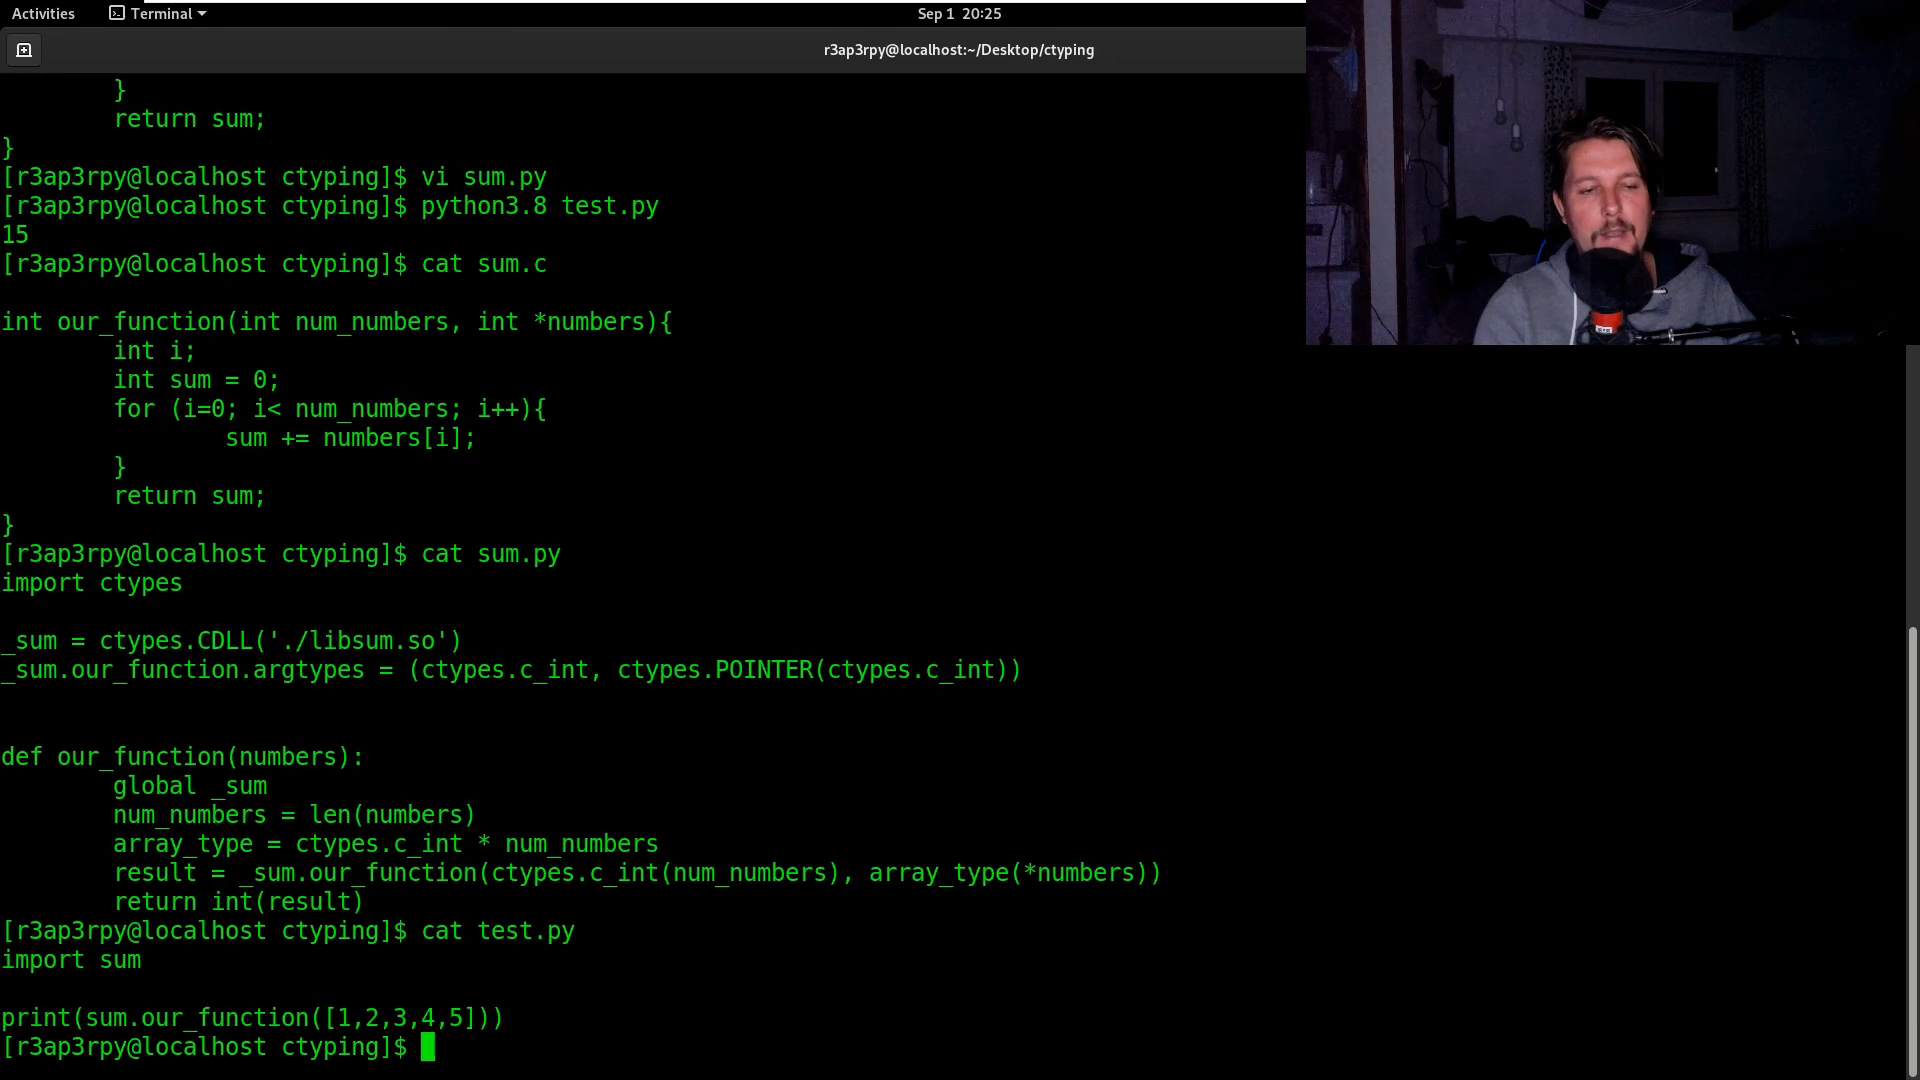 Activities
Terminal
Sep 1 20:25
r3ap3rpy@localhost:~/Desktop/ctyping
        }
        return sum;
}
[r3ap3rpy@localhost ctyping]$ vi sum.py
[r3ap3rpy@localhost ctyping]$ python3.8 test.py
15
[r3ap3rpy@localhost ctyping]$ cat sum.c
int our_function(int num_numbers, int *numbers){
        int i;
        int sum = 0;
        for (i=0; i< num_numbers; i++){
                sum += numbers[i];
        }
        return sum;
}
[r3ap3rpy@localhost ctyping]$ cat sum.py
import ctypes
_sum = ctypes.CDLL('./libsum.so')
_sum.our_function.argtypes = (ctypes.c_int, ctypes.POINTER(ctypes.c_int))
def our_function(numbers):
        global _sum
        num_numbers = len(numbers)
        array_type = ctypes.c_int * num_numbers
        result = _sum.our_function(ctypes.c_int(num_numbers), array_type(*numbers))
        return int(result)
[r3ap3rpy@localhost ctyping]$ cat test.py
import sum
print(sum.our_function([1,2,3,4,5]))
[r3ap3rpy@localhost ctyping]$